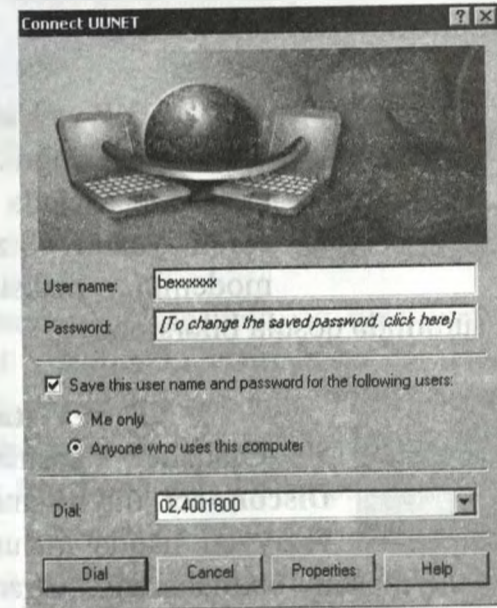 Connect UUNET
User name: bexxxxxx
Password: [To change the saved password, click here]
Save this user name and password for the following users:
Me only
Anyone who uses this computer
Dial: 02,4001800
Dial Cancel Properties Help